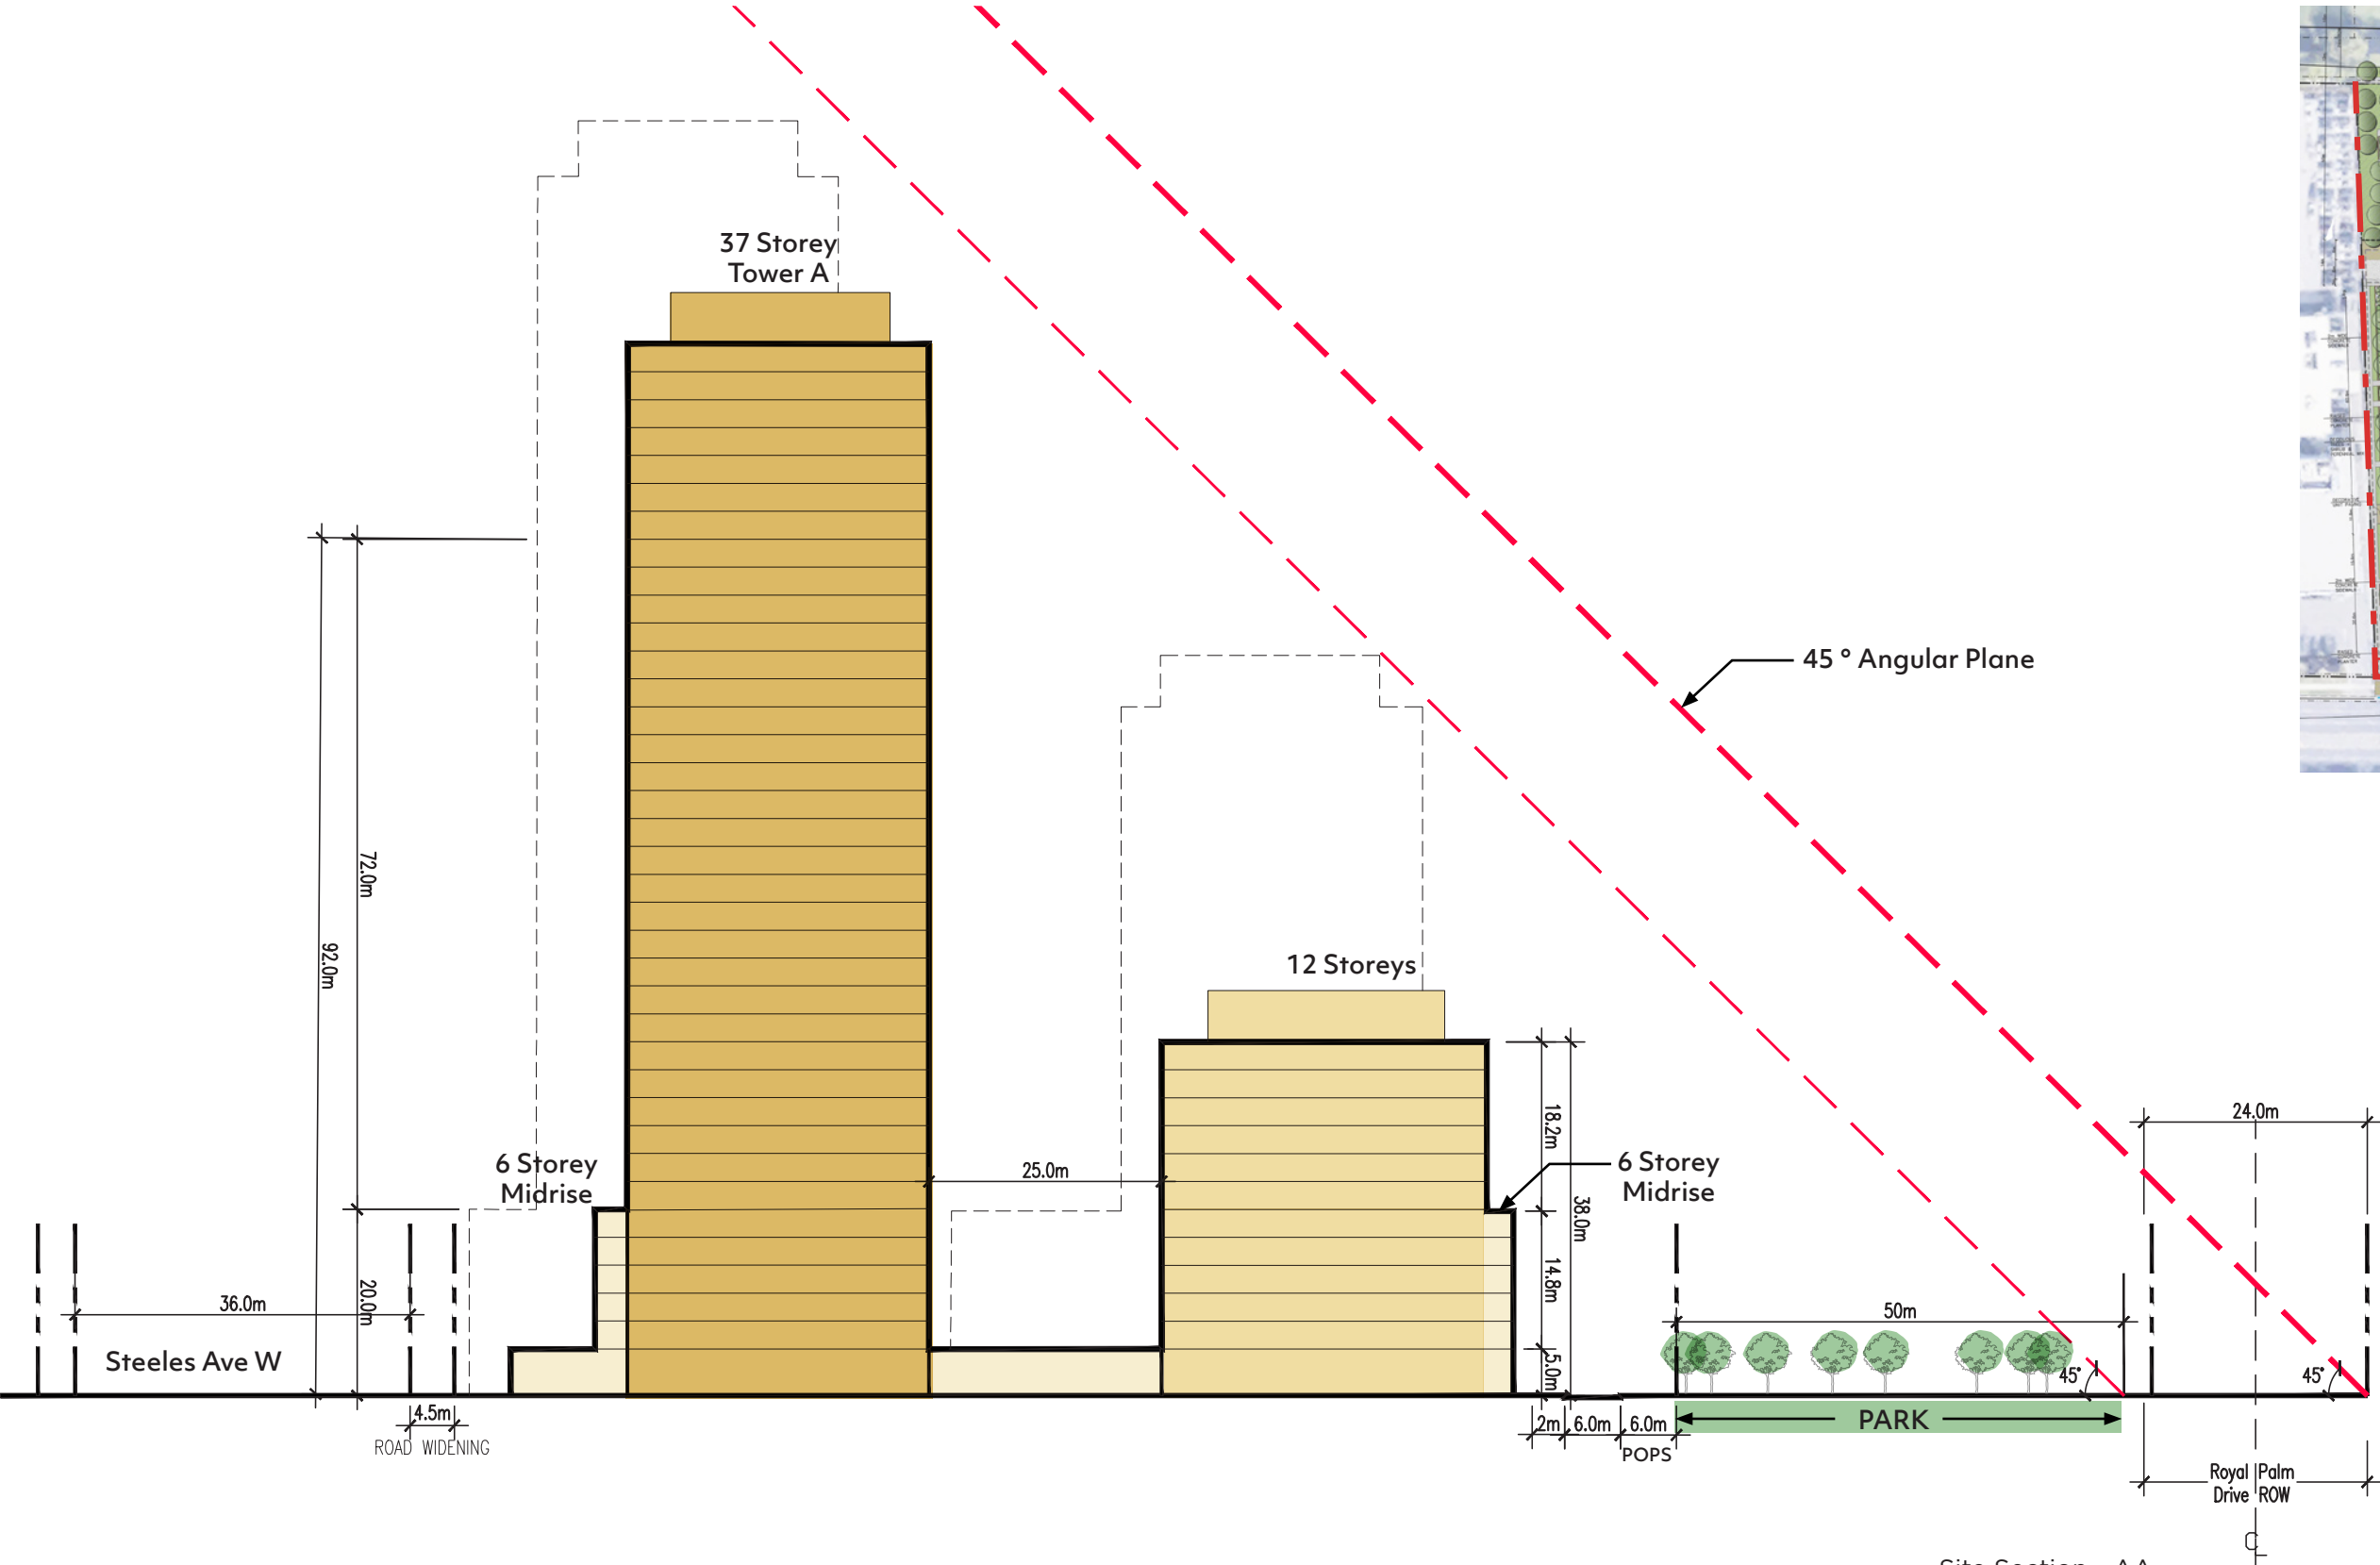 37 Storey
Tower A
45 ° Angular Plane
72.0m
92.0m
12 Storeys
18.2m
24.0m
6 Storey
Midrise
25.0m
6 Storey
Midrise
38.0m
14.8m
20.0m
36.0m
50m
Steeles Ave W
5.0m
45°
45°
4.5m
ROAD WIDENING
2m
6.0m
6.0m
POPS
PARK
Royal Palm
Drive ROW